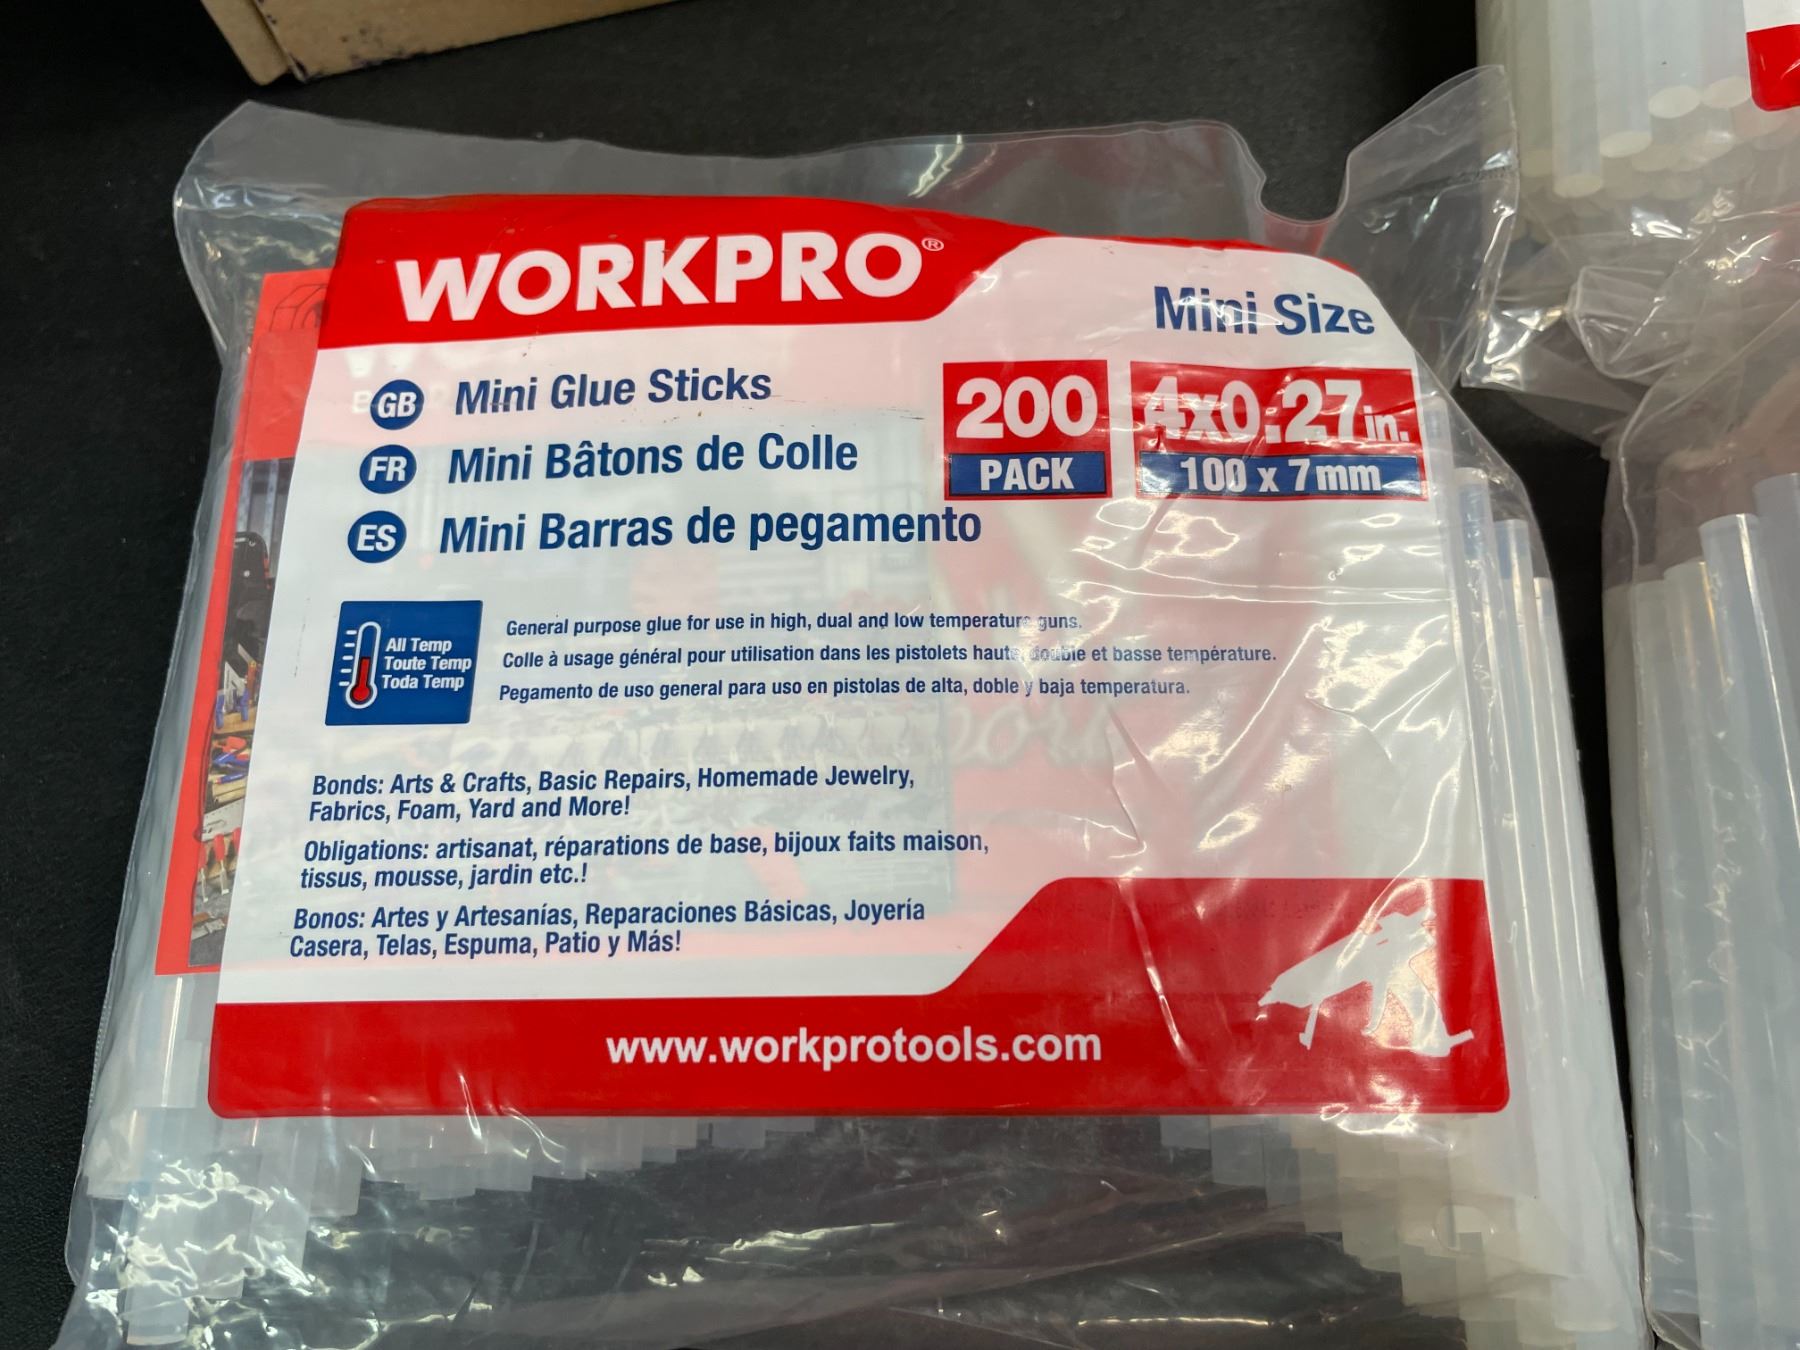 WORKPRO®
Mini Size
GB Mini Glue Sticks
FR Mini Bâtons de Colle
ES Mini Barras de pegamento
200
PACK
4x0.27in.
100 x 7mm
All Temp
Toute Temp
Toda Temp
General purpose glue for use in high, dual and low temperature guns.
Colle à usage général pour utilisation dans les pistolets haute, double et basse température.
Pegamento de uso general para uso en pistolas de alta, doble y baja temperatura.
Bonds: Arts & Crafts, Basic Repairs, Homemade Jewelry,
Fabrics, Foam, Yard and More!
Obligations: artisanat, réparations de base, bijoux faits maison,
tissus, mousse, jardin etc.!
Bonos: Artes y Artesanías, Reparaciones Básicas, Joyería
Casera, Telas, Espuma, Patio y Más!
www.workprotools.com